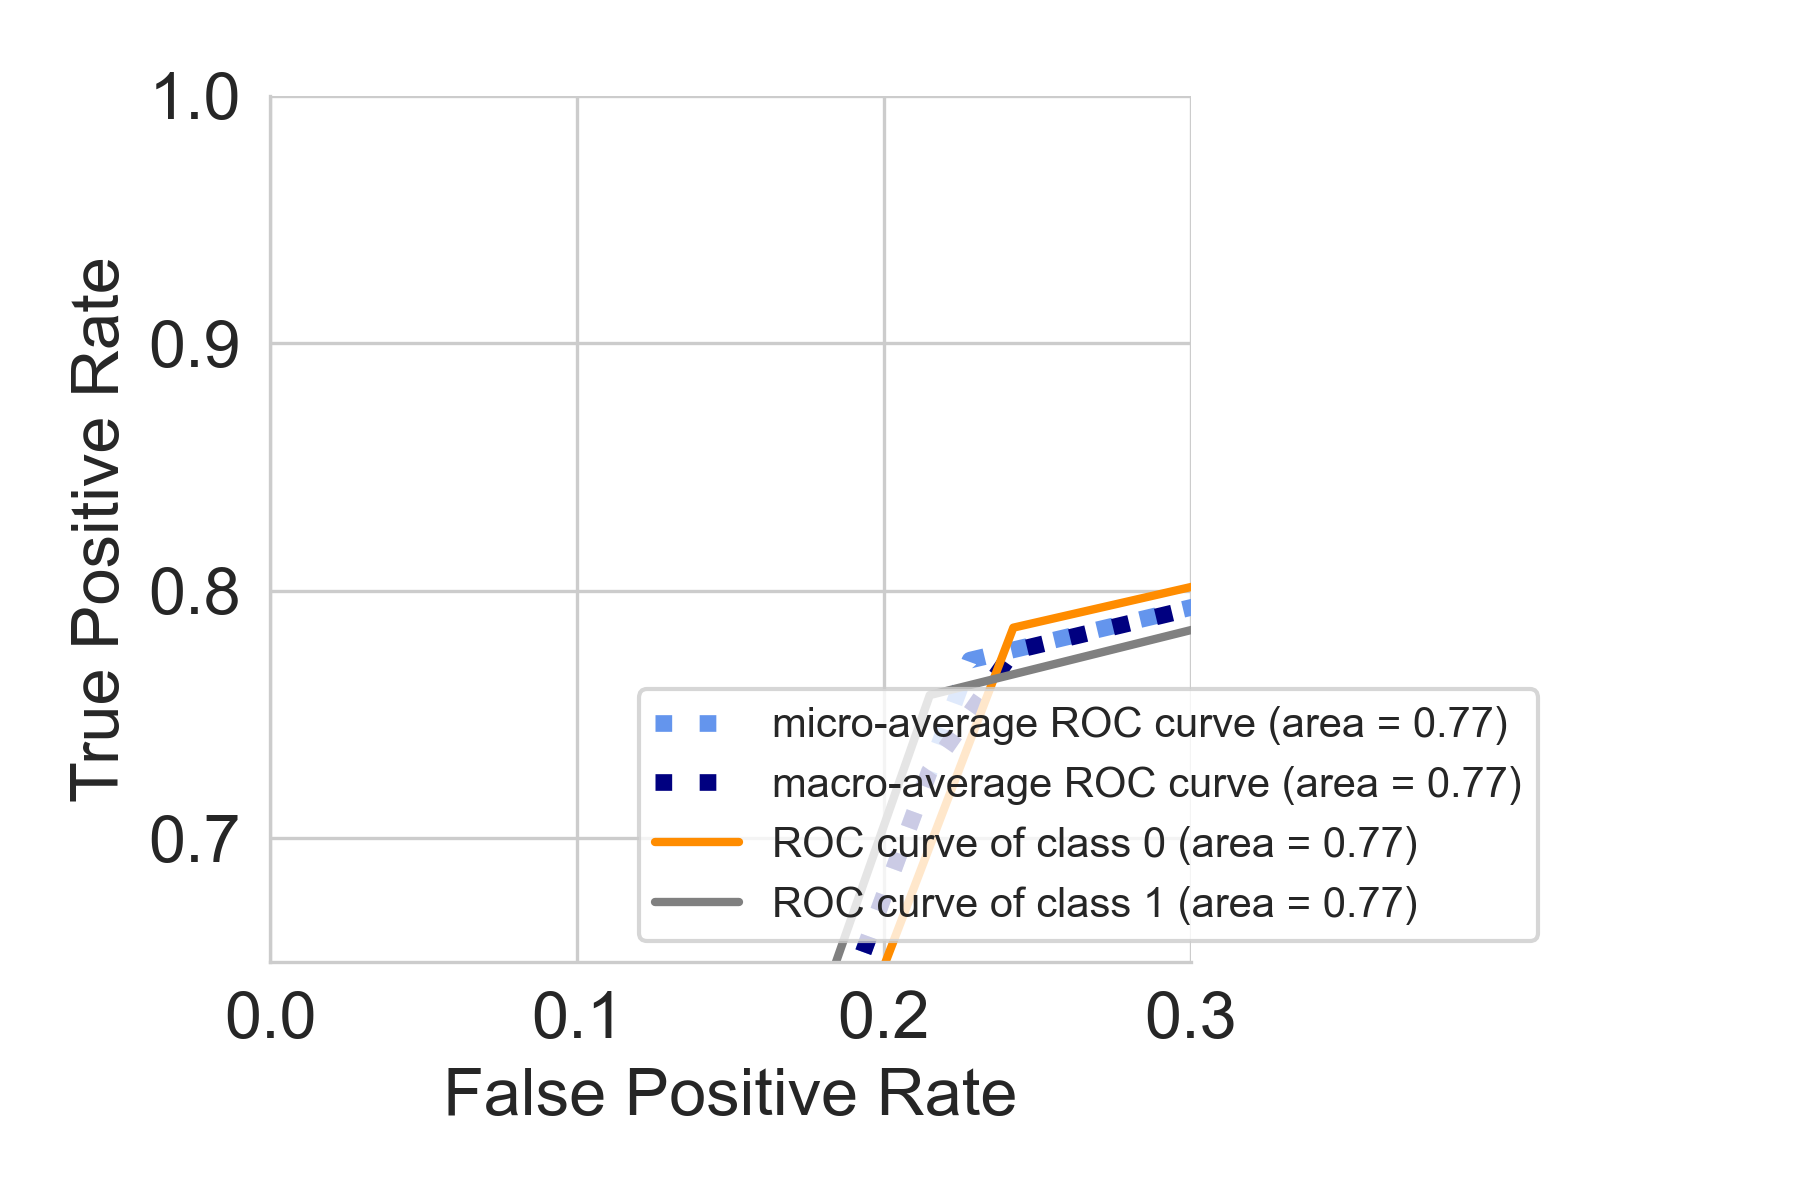 1.0
0.9
0.8
0.7
True Positive Rate
micro-average ROC curve (area = 0.77)
macro-average ROC curve (area = 0.77)
ROC curve of class 0 (area = 0.77)
ROC curve of class 1 (area = 0.77)
0.0 0.1 0.2 0.3
False Positive Rate